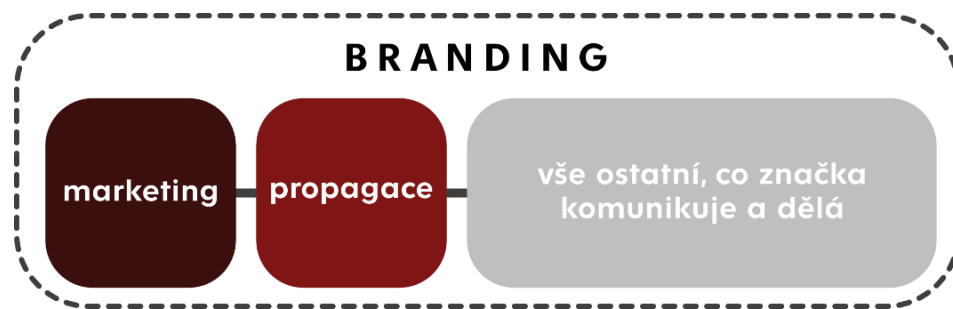 BRANDING
marketing
propagace
vše ostatní, co značka
komunikuje a dělá